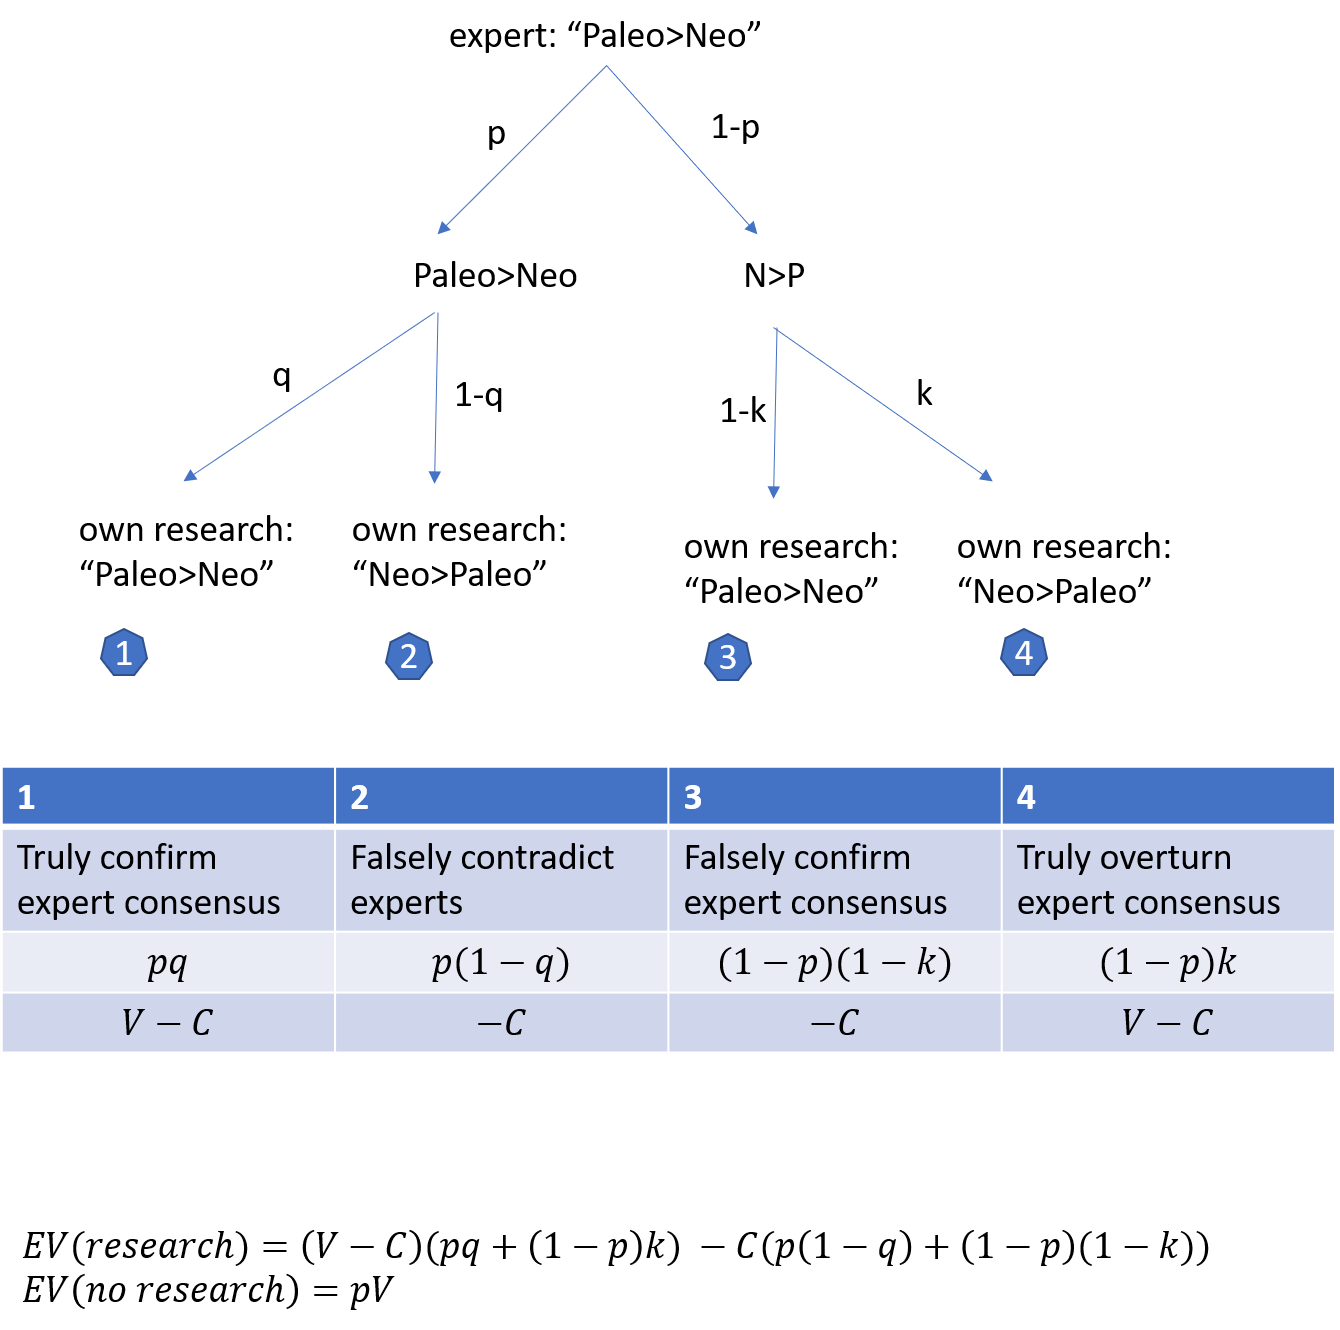 expert: “Paleo>Neo”
p
1-p
Paleo>Neo
N>P
q
1-q
1-k
k
own research:
“Paleo>Neo”
own research:
“Neo>Paleo”
own research:
“Paleo>Neo”
own research:
“Neo>Paleo”
1
2
3
4
1
2
3
4
Truly confirm
expert consensus
Falsely contradict
experts
Falsely confirm
expert consensus
Truly overturn
expert consensus
pq
p(1 − q)
(1 − p)(1 − k)
(1 − p)k
V − C
−C
−C
V − C
EV(research) = (V − C)(pq + (1 − p)k) − C(p(1 − q) + (1 − p)(1 − k))
EV(no research) = pV